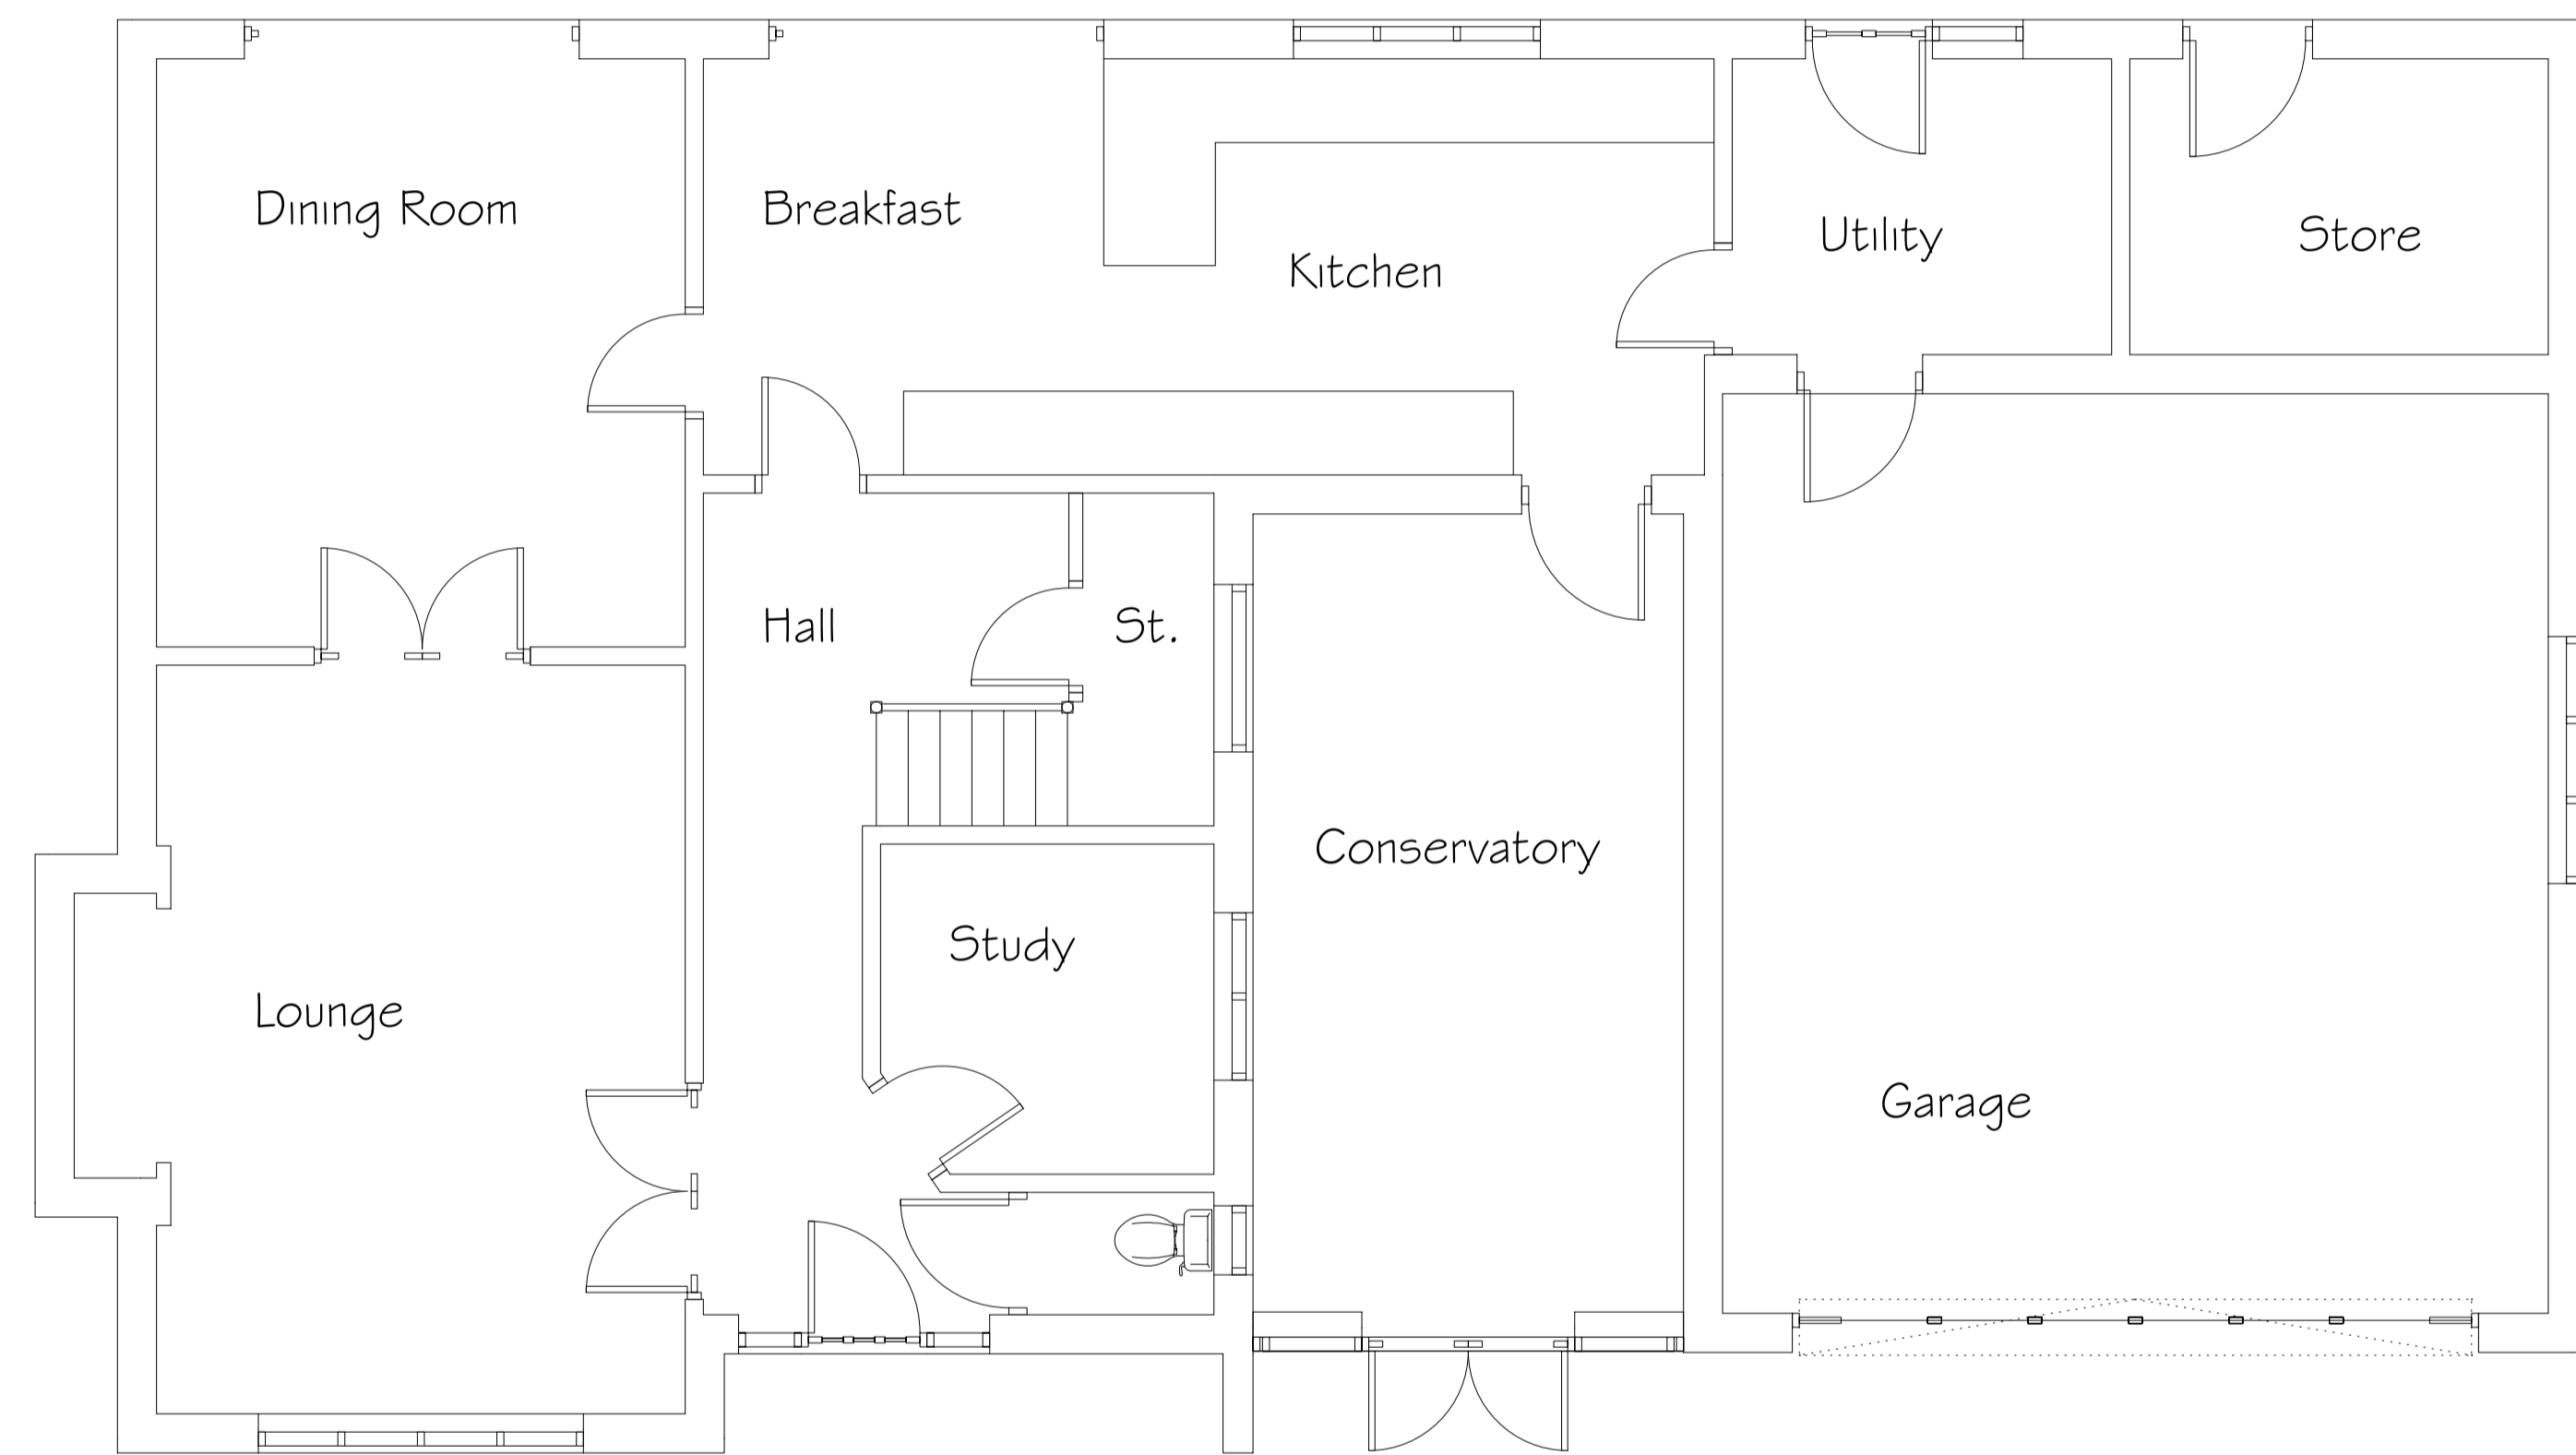 Dining Room
Breakfast
Kitchen
Utility
Store
Hall
St.
Conservatory
Study
Lounge
Garage